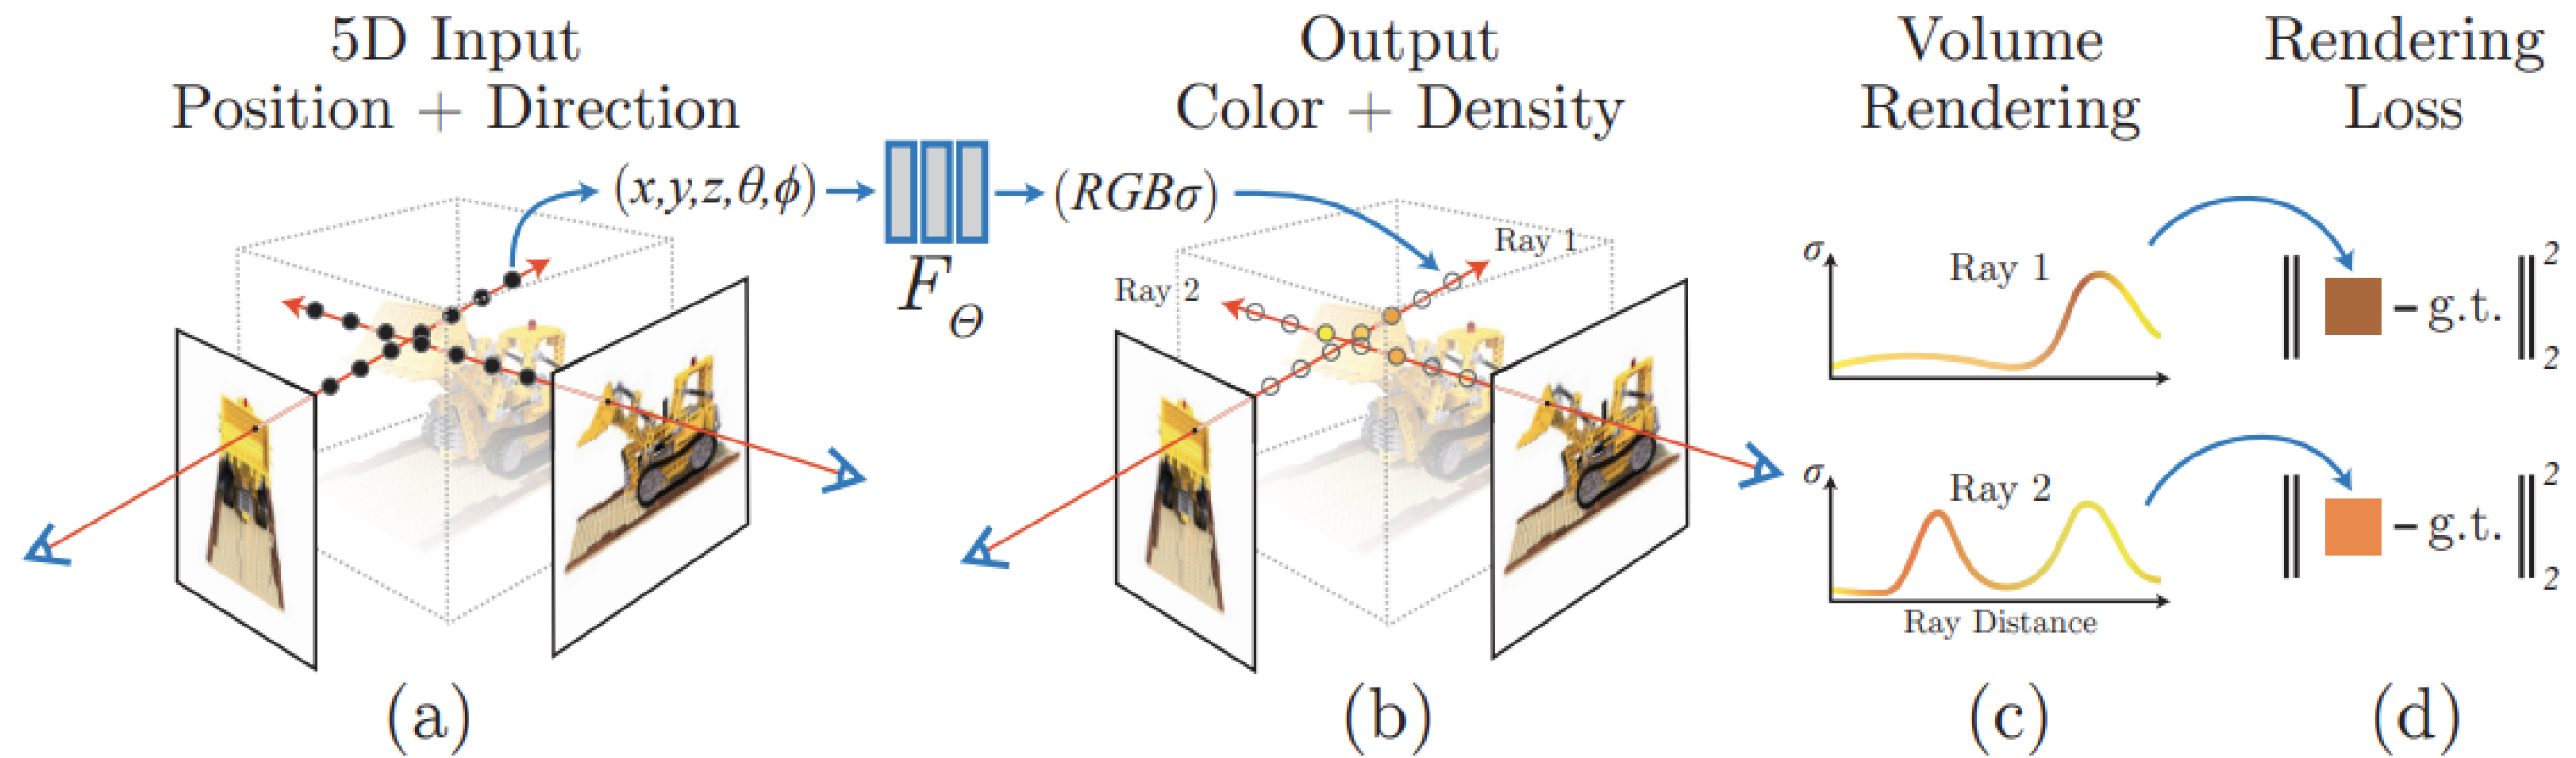 5D Input
Position + Direction
Output
Color + Density
Volume
Rendering
Rendering
Loss
(x,y,z,θ,ϕ)
F_Θ
(RGBσ)
Ray 1
Ray 2
σ
Ray 1
σ
Ray 2
Ray Distance
‖ − g.t. ‖²₂
‖ − g.t. ‖²₂
(a)
(b)
(c)
(d)